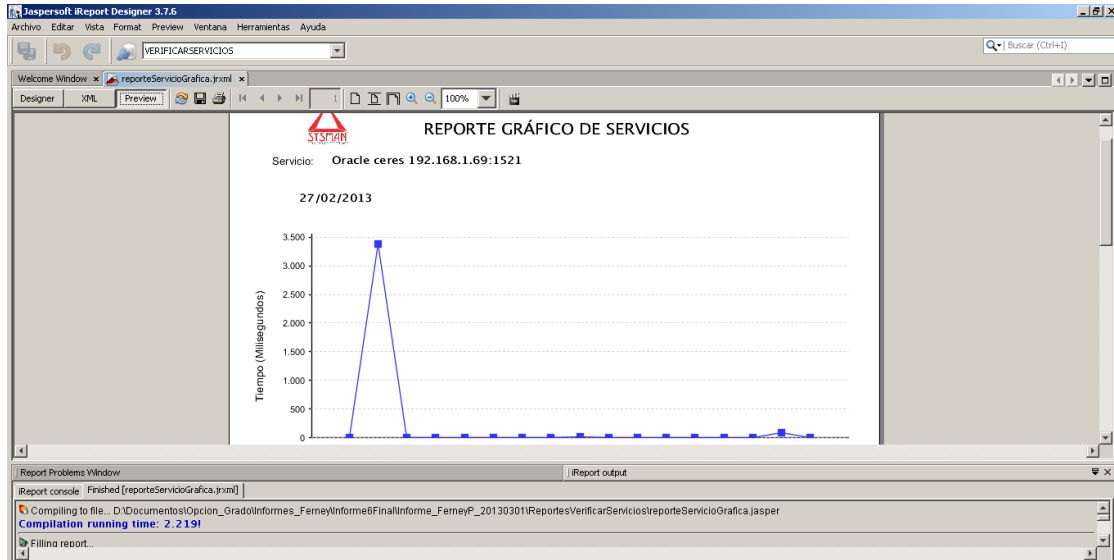 Jaspersoft iReport Designer 3.7.6
Archivo Editar Vista Format Preview Ventana Herramientas Ayuda
VERIFICARSERVICIOS
Buscar (Ctrl+I)
Welcome Window x reporteServicioGrafica.jrxml x
Designer XML Preview 1 100%
SYSMAN
REPORTE GRÁFICO DE SERVICIOS
Servicio: Oracle ceres 192.168.1.69:1521
27/02/2013
Tiempo (Milisegundos)
3.500
3.000
2.500
2.000
1.500
1.000
500
0
Report Problems Window iReport output
iReport console Finished [reporteServicioGrafica.jrxml]
Compiling to file... D:\Documentos\Opcion_Grado\Informes_Ferney\Informe6Final\Informe_FerneyP_20130301\ReportesVerificarServicios\reporteServicioGrafica.jasper
Compilation running time: 2.219!
Filling report...